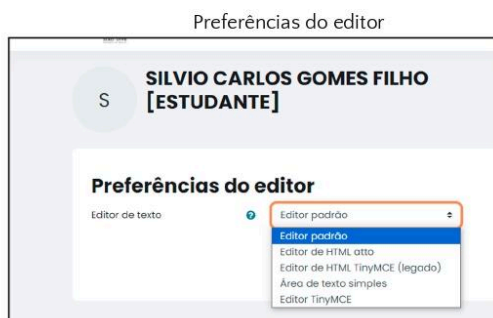 Preferências do editor
S
SILVIO CARLOS GOMES FILHO
[ESTUDANTE]
Preferências do editor
Editor de texto
?
Editor padrão
Editor padrão
Editor de HTML atto
Editor de HTML TinyMCE (legado)
Área de texto simples
Editor TinyMCE